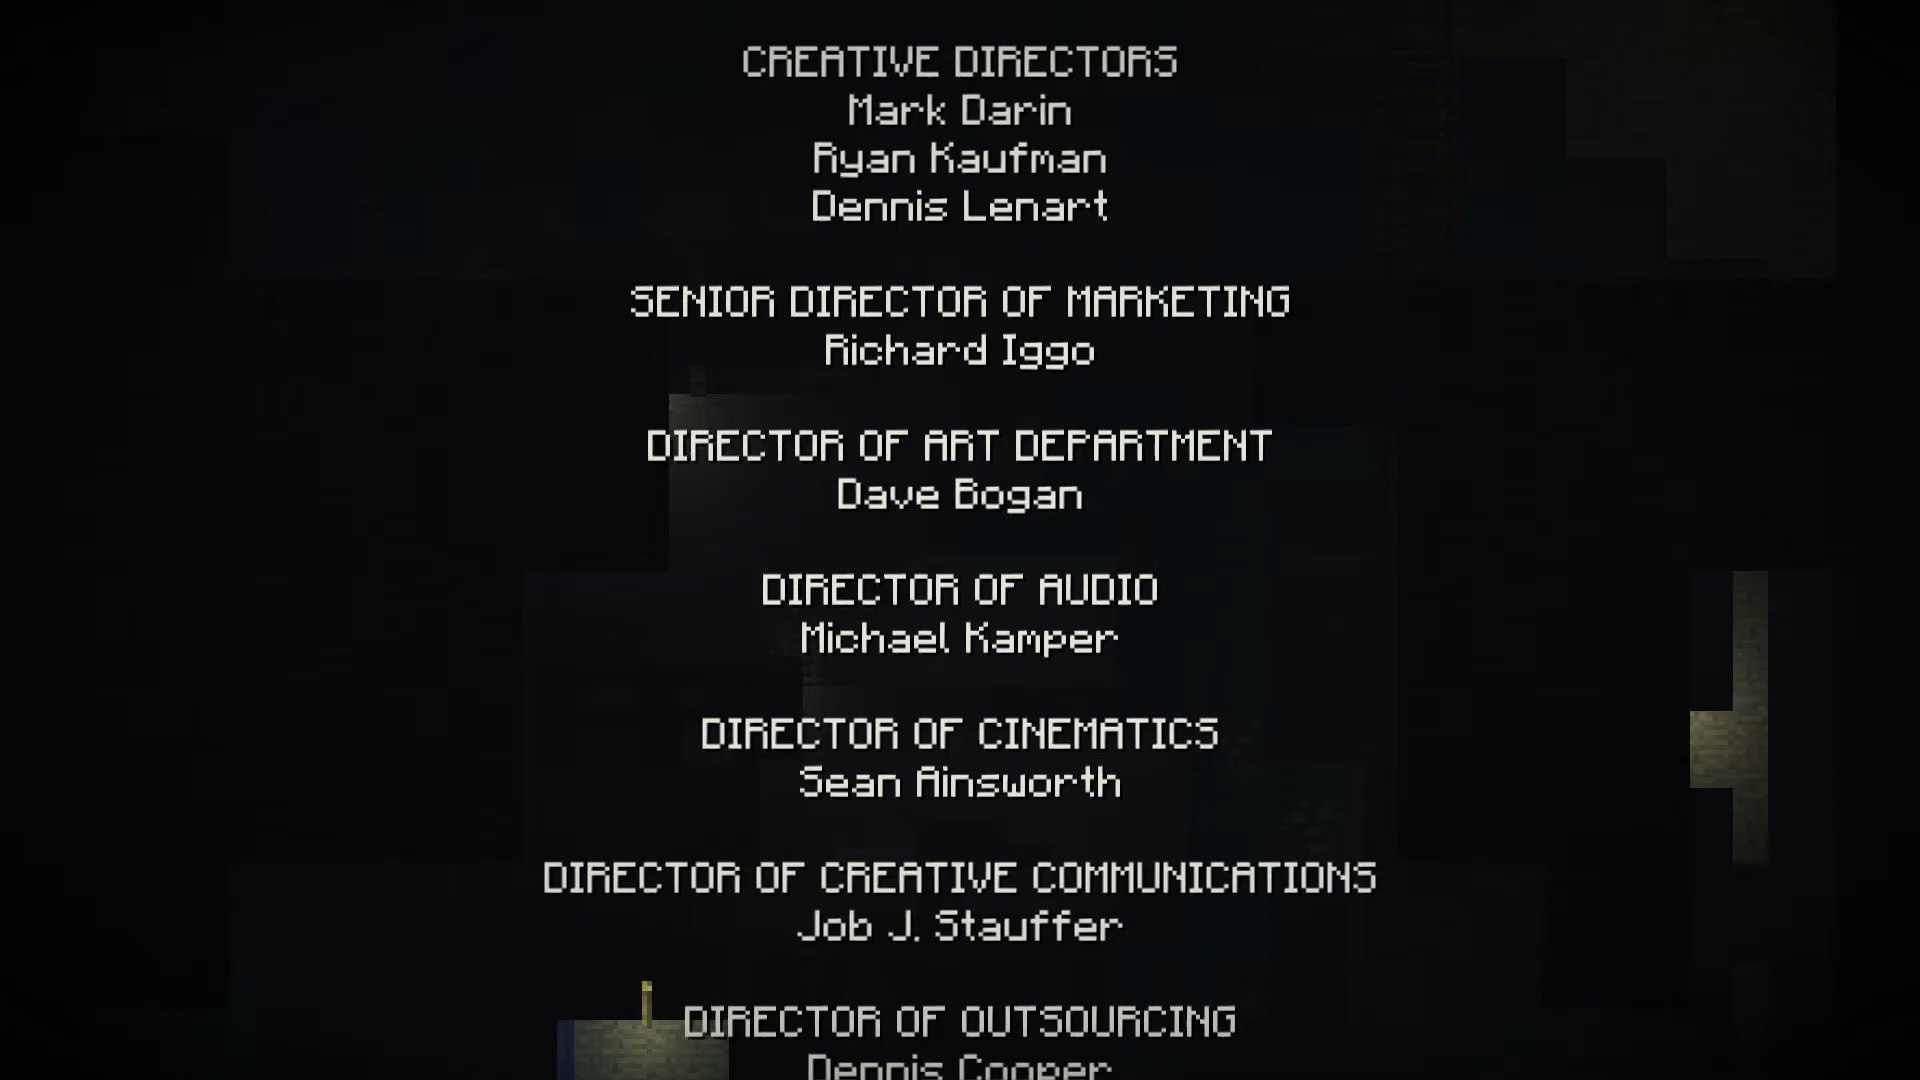 CREATIVE DIRECTORS
Mark Darin
Ryan Kaufman
Dennis Lenart
SENIOR DIRECTOR OF MARKETING
Richard Iggo
DIRECTOR OF ART DEPARTMENT
Dave Bogan
DIRECTOR OF AUDIO
Michael Kamper
DIRECTOR OF CINEMATICS
Sean Ainsworth
DIRECTOR OF CREATIVE COMMUNICATIONS
Job J. Stauffer
DIRECTOR OF OUTSOURCING
Dennis Cooper